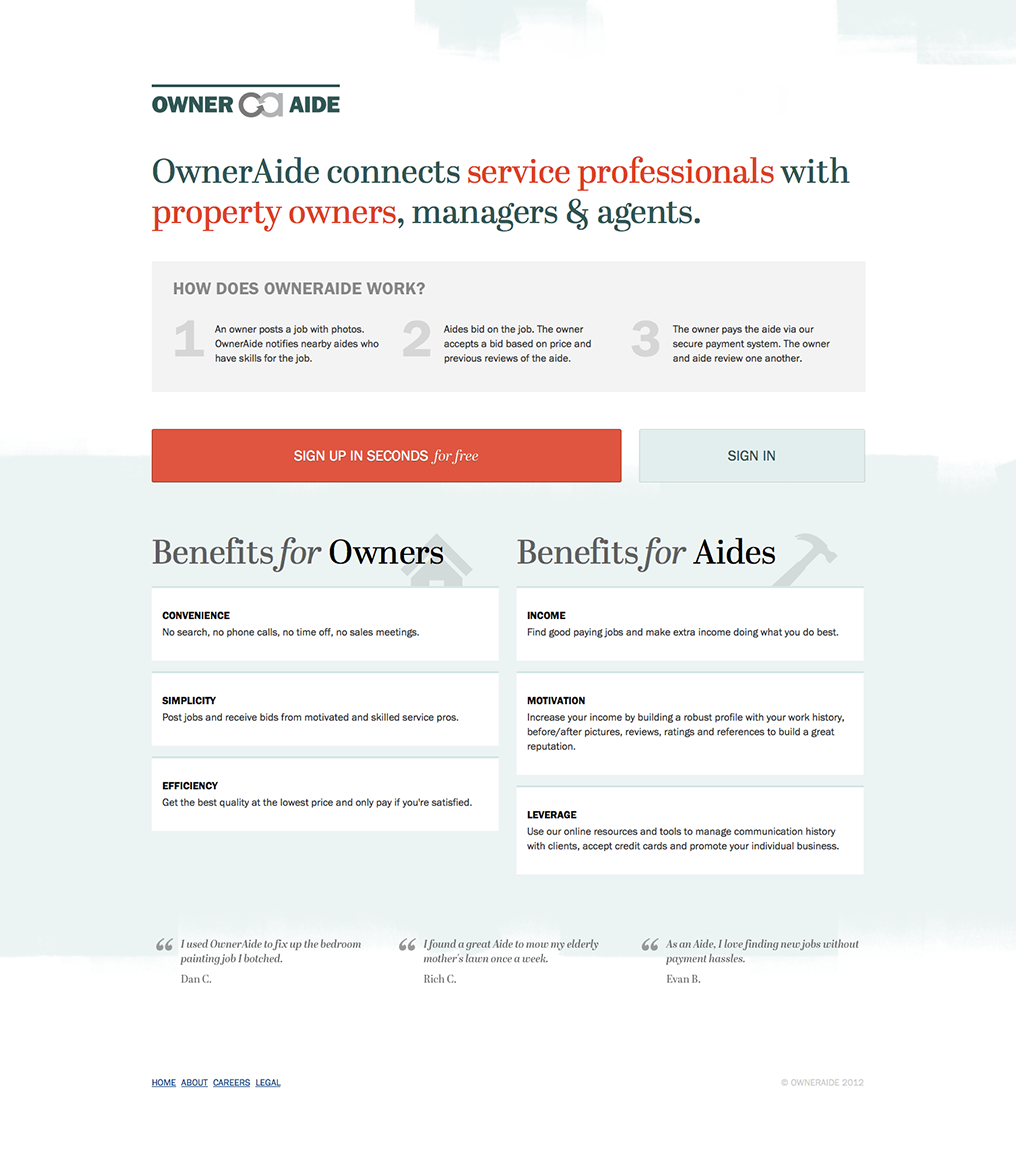 OWNER oa AIDE
OwnerAide connects service professionals with
property owners, managers & agents.
HOW DOES OWNERAIDE WORK?
1
An owner posts a job with photos.
OwnerAide notifies nearby aides who
have skills for the job.
2
Aides bid on the job. The owner
accepts a bid based on price and
previous reviews of the aide.
3
The owner pays the aide via our
secure payment system. The owner
and aide review one another.
SIGN UP IN SECONDS for free
SIGN IN
Benefits for Owners
CONVENIENCE
No search, no phone calls, no time off, no sales meetings.
SIMPLICITY
Post jobs and receive bids from motivated and skilled service pros.
EFFICIENCY
Get the best quality at the lowest price and only pay if you're satisfied.
Benefits for Aides
INCOME
Find good paying jobs and make extra income doing what you do best.
MOTIVATION
Increase your income by building a robust profile with your work history,
before/after pictures, reviews, ratings and references to build a great
reputation.
LEVERAGE
Use our online resources and tools to manage communication history
with clients, accept credit cards and promote your individual business.
“ I used OwnerAide to fix up the bedroom
painting job I botched.
Dan C.
“ I found a great Aide to mow my elderly
mother's lawn once a week.
Rich C.
“ As an Aide, I love finding new jobs without
payment hassles.
Evan B.
HOME ABOUT CAREERS LEGAL
© OWNERAIDE 2012